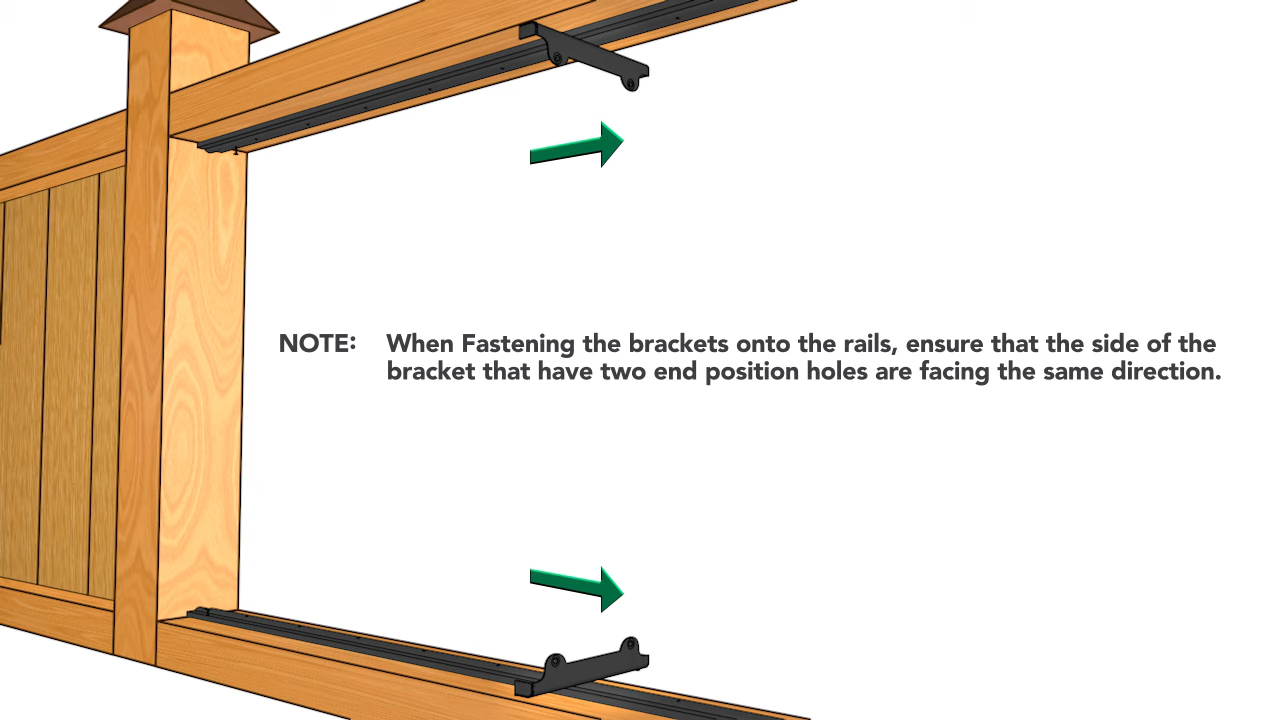 NOTE: When Fastening the brackets onto the rails, ensure that the side of the
bracket that have two end position holes are facing the same direction.